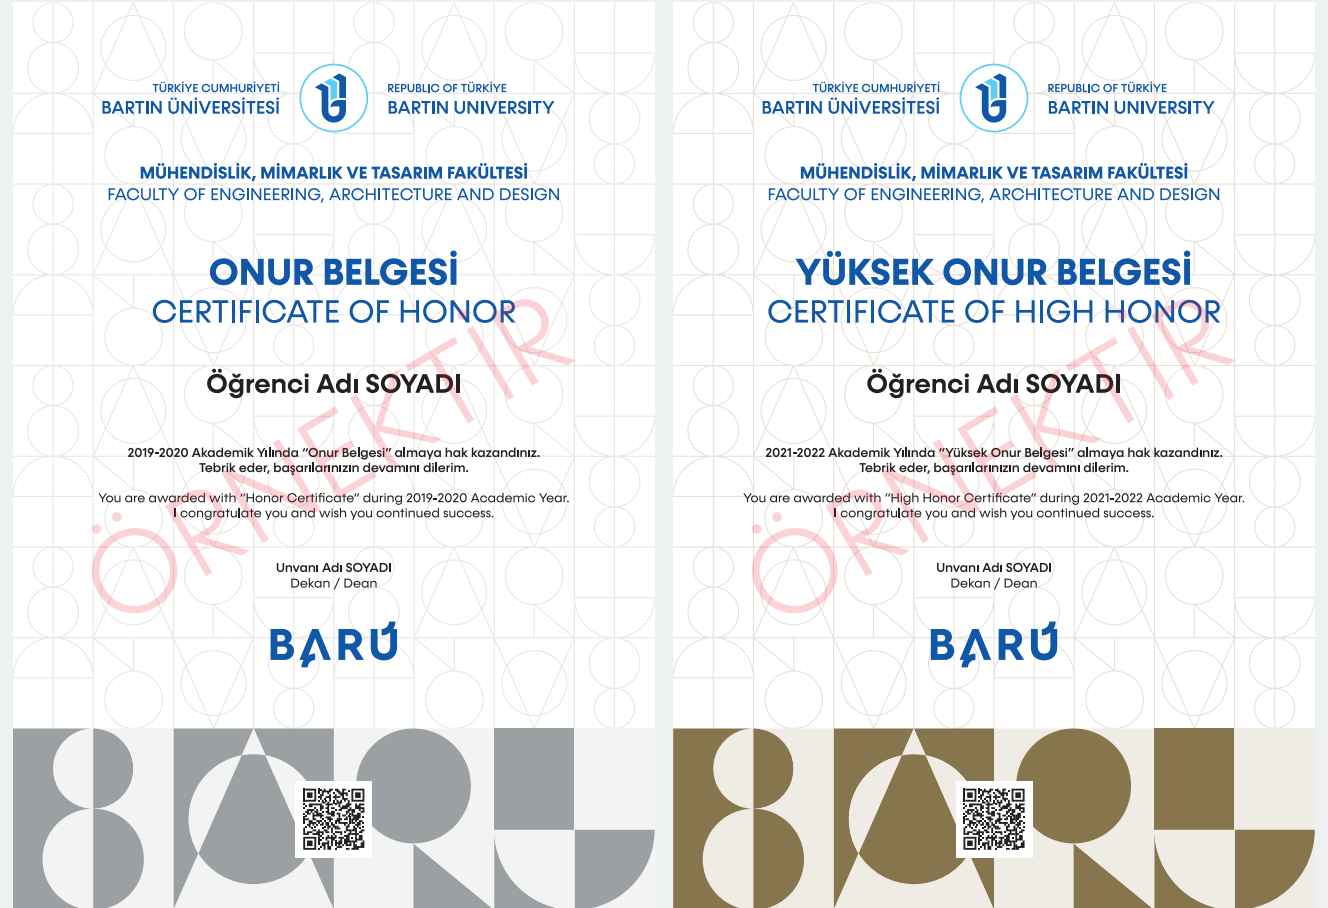 TÜRKİYE CUMHURİYETİ
BARTIN ÜNİVERSİTESİ
REPUBLIC OF TÜRKİYE
BARTIN UNIVERSITY
MÜHENDİSLİK, MİMARLIK VE TASARIM FAKÜLTESİ
FACULTY OF ENGINEERING, ARCHITECTURE AND DESIGN
ONUR BELGESİ
CERTIFICATE OF HONOR
Öğrenci Adı SOYADI
2019-2020 Akademik Yılında “Onur Belgesi” almaya hak kazandınız.
Tebrik eder, başarılarınızın devamını dilerim.
You are awarded with “Honor Certificate” during 2019-2020 Academic Year.
I congratulate you and wish you continued success.
Unvanı Adı SOYADI
Dekan / Dean
BARÜ
ÖRNEKTİR
TÜRKİYE CUMHURİYETİ
BARTIN ÜNİVERSİTESİ
REPUBLIC OF TÜRKİYE
BARTIN UNIVERSITY
MÜHENDİSLİK, MİMARLIK VE TASARIM FAKÜLTESİ
FACULTY OF ENGINEERING, ARCHITECTURE AND DESIGN
YÜKSEK ONUR BELGESİ
CERTIFICATE OF HIGH HONOR
Öğrenci Adı SOYADI
2021-2022 Akademik Yılında “Yüksek Onur Belgesi” almaya hak kazandınız.
Tebrik eder, başarılarınızın devamını dilerim.
You are awarded with “High Honor Certificate” during 2021-2022 Academic Year.
I congratulate you and wish you continued success.
Unvanı Adı SOYADI
Dekan / Dean
BARÜ
ÖRNEKTİR